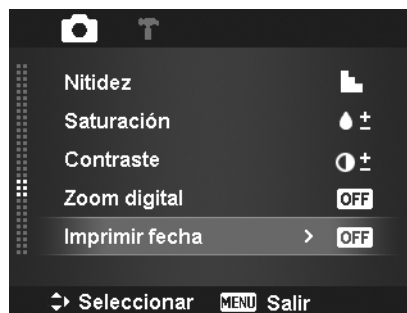 Nitidez
Saturación
Contraste
Zoom digital OFF
Imprimir fecha > OFF
Seleccionar MENU Salir